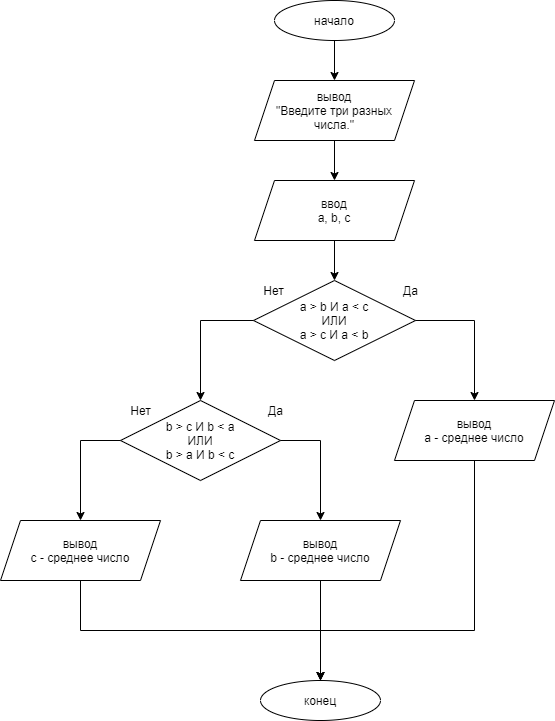 начало
вывод
"Введите три разных
числа."
ввод
a, b, c
Нет
Да
a > b И a < c
ИЛИ
a > c И a < b
Нет
Да
b > c И b < a
ИЛИ
b > a И b < c
вывод
a - среднее число
вывод
c - среднее число
вывод
b - среднее число
конец